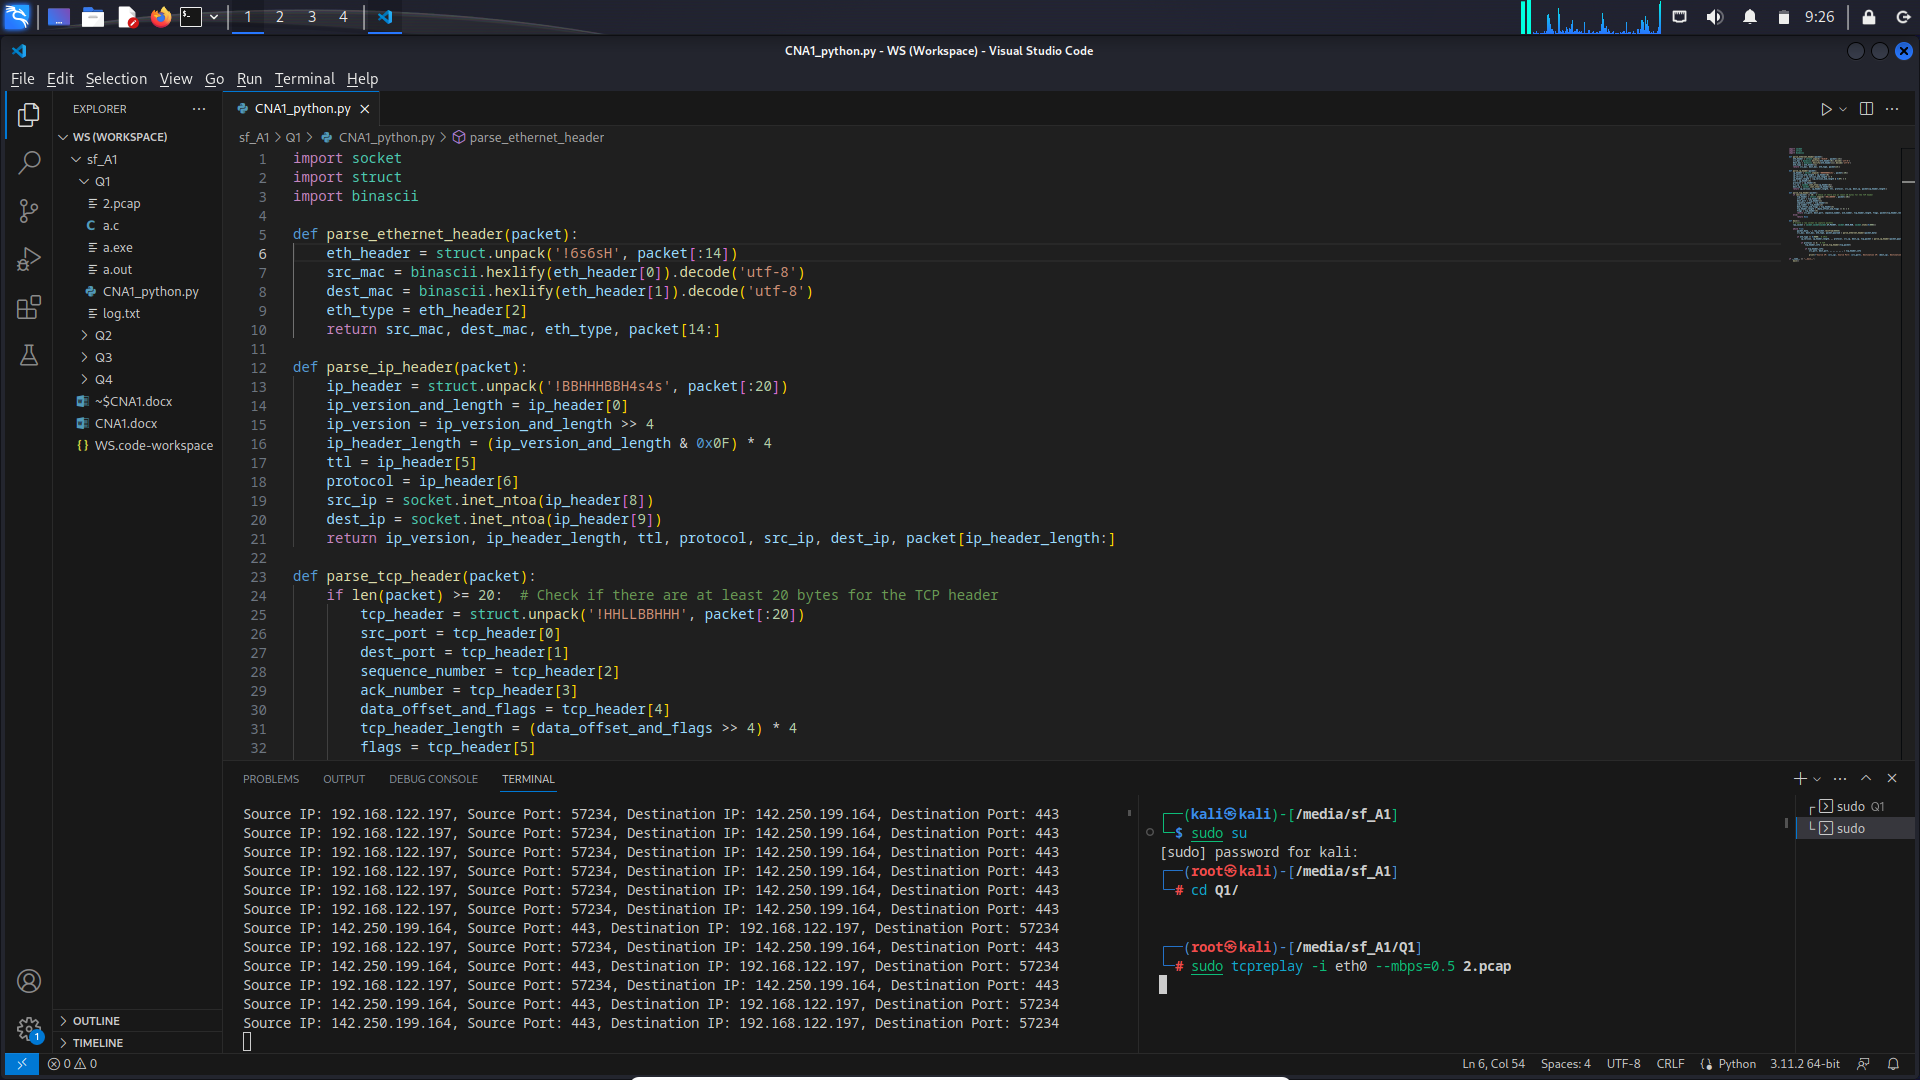 1 2 3 4 9:26
CNA1_python.py - WS (Workspace) - Visual Studio Code
File Edit Selection View Go Run Terminal Help
EXPLORER
CNA1_python.py
WS (WORKSPACE)
sf_A1
Q1
2.pcap
a.c
a.exe
a.out
CNA1_python.py
log.txt
Q2
Q3
Q4
~$CNA1.docx
CNA1.docx
WS.code-workspace
OUTLINE
TIMELINE
sf_A1 > Q1 > CNA1_python.py > parse_ethernet_header
1 import socket
2 import struct
3 import binascii
4
5 def parse_ethernet_header(packet):
6 eth_header = struct.unpack('!6s6sH', packet[:14])
7 src_mac = binascii.hexlify(eth_header[0]).decode('utf-8')
8 dest_mac = binascii.hexlify(eth_header[1]).decode('utf-8')
9 eth_type = eth_header[2]
10 return src_mac, dest_mac, eth_type, packet[14:]
11
12 def parse_ip_header(packet):
13 ip_header = struct.unpack('!BBHHHBBH4s4s', packet[:20])
14 ip_version_and_length = ip_header[0]
15 ip_version = ip_version_and_length >> 4
16 ip_header_length = (ip_version_and_length & 0x0F) * 4
17 ttl = ip_header[5]
18 protocol = ip_header[6]
19 src_ip = socket.inet_ntoa(ip_header[8])
20 dest_ip = socket.inet_ntoa(ip_header[9])
21 return ip_version, ip_header_length, ttl, protocol, src_ip, dest_ip, packet[ip_header_length:]
22
23 def parse_tcp_header(packet):
24 if len(packet) >= 20:  # Check if there are at least 20 bytes for the TCP header
25 tcp_header = struct.unpack('!HHLLBBHHH', packet[:20])
26 src_port = tcp_header[0]
27 dest_port = tcp_header[1]
28 sequence_number = tcp_header[2]
29 ack_number = tcp_header[3]
30 data_offset_and_flags = tcp_header[4]
31 tcp_header_length = (data_offset_and_flags >> 4) * 4
32 flags = tcp_header[5]
PROBLEMS OUTPUT DEBUG CONSOLE TERMINAL
Source IP: 192.168.122.197, Source Port: 57234, Destination IP: 142.250.199.164, Destination Port: 443
Source IP: 192.168.122.197, Source Port: 57234, Destination IP: 142.250.199.164, Destination Port: 443
Source IP: 192.168.122.197, Source Port: 57234, Destination IP: 142.250.199.164, Destination Port: 443
Source IP: 192.168.122.197, Source Port: 57234, Destination IP: 142.250.199.164, Destination Port: 443
Source IP: 192.168.122.197, Source Port: 57234, Destination IP: 142.250.199.164, Destination Port: 443
Source IP: 192.168.122.197, Source Port: 57234, Destination IP: 142.250.199.164, Destination Port: 443
Source IP: 142.250.199.164, Source Port: 443, Destination IP: 192.168.122.197, Destination Port: 57234
Source IP: 192.168.122.197, Source Port: 57234, Destination IP: 142.250.199.164, Destination Port: 443
Source IP: 142.250.199.164, Source Port: 443, Destination IP: 192.168.122.197, Destination Port: 57234
Source IP: 192.168.122.197, Source Port: 57234, Destination IP: 142.250.199.164, Destination Port: 443
Source IP: 142.250.199.164, Source Port: 443, Destination IP: 192.168.122.197, Destination Port: 57234
Source IP: 142.250.199.164, Source Port: 443, Destination IP: 192.168.122.197, Destination Port: 57234
┌──(kali㉿kali)-[/media/sf_A1]
└─$ sudo su
[sudo] password for kali:
┌──(root㉿kali)-[/media/sf_A1]
└─# cd Q1/
┌──(root㉿kali)-[/media/sf_A1/Q1]
└─# sudo tcpreplay -i eth0 --mbps=0.5 2.pcap
sudo Q1
sudo
1
0 0 Ln 6, Col 54 Spaces: 4 UTF-8 CRLF Python 3.11.2 64-bit